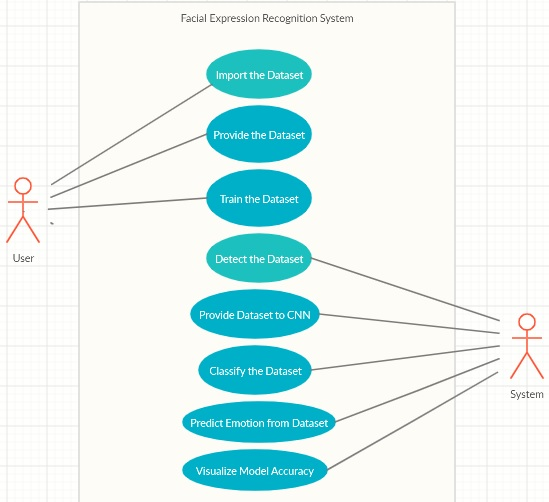 Facial Expression Recognition System
Import the Dataset
Provide the Dataset
Train the Dataset
User
Detect the Dataset
Provide Dataset to CNN
Classify the Dataset
System
Predict Emotion from Dataset
Visualize Model Accuracy